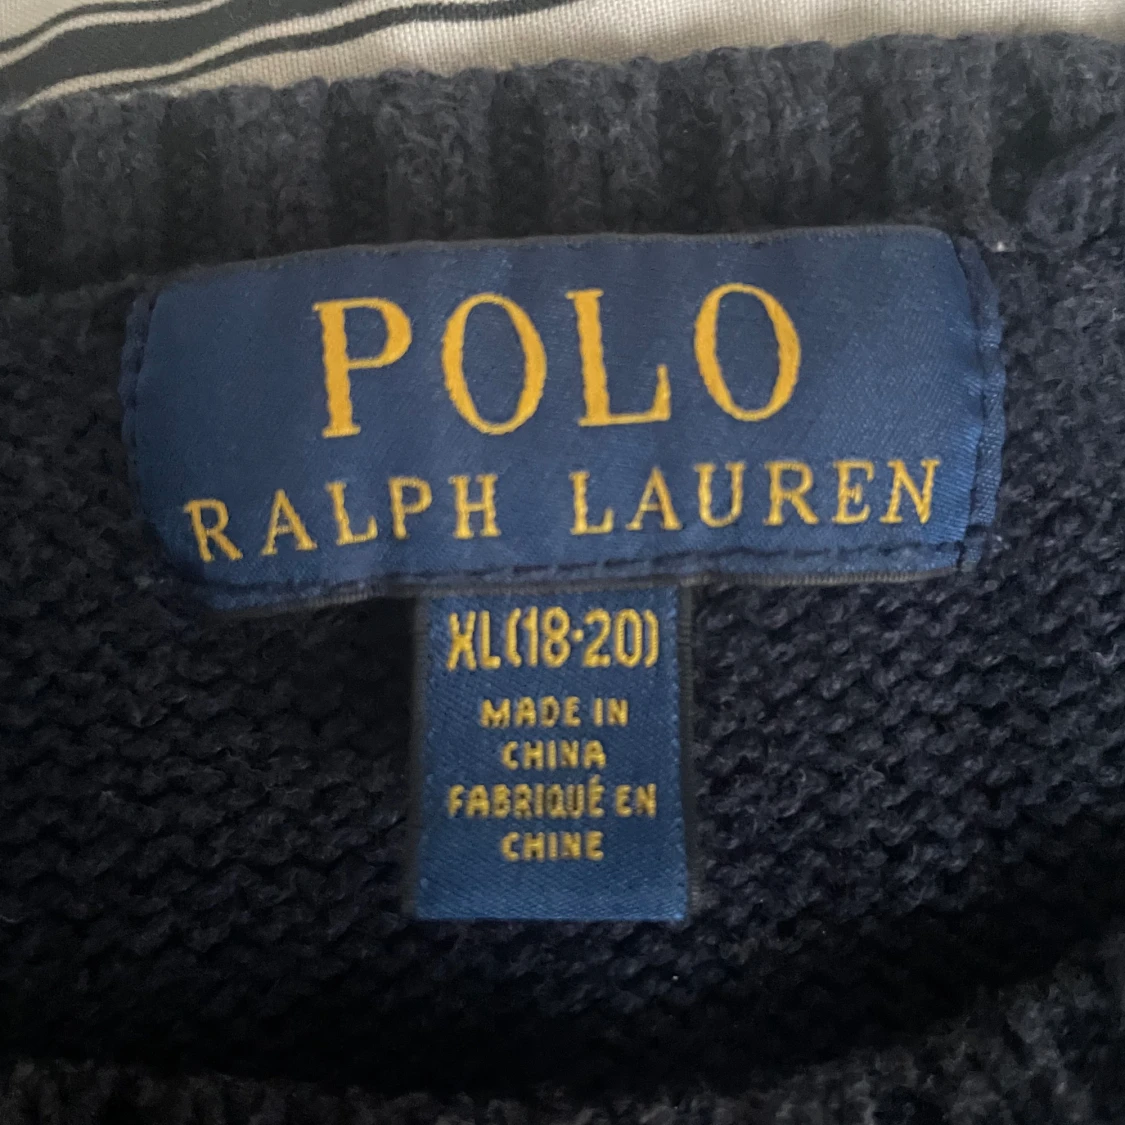 POLO
RALPH LAUREN
XL(18-20)
MADE IN
CHINA
FABRIQUÉ EN
CHINE